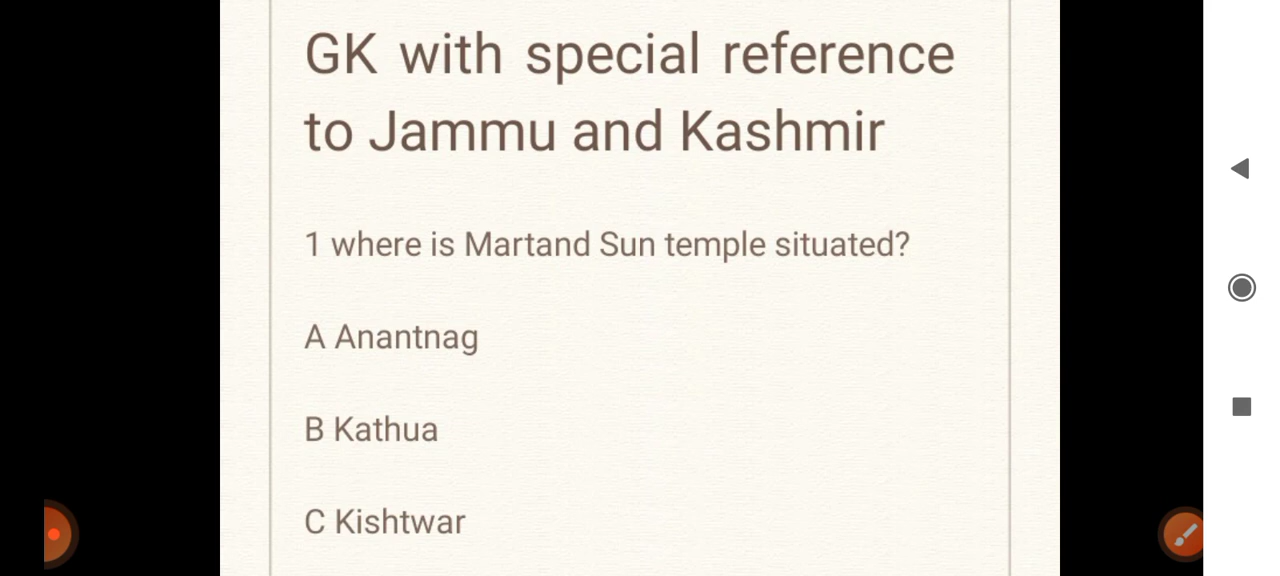 GK with special reference
to Jammu and Kashmir
1 where is Martand Sun temple situated?
A Anantnag
B Kathua
C Kishtwar